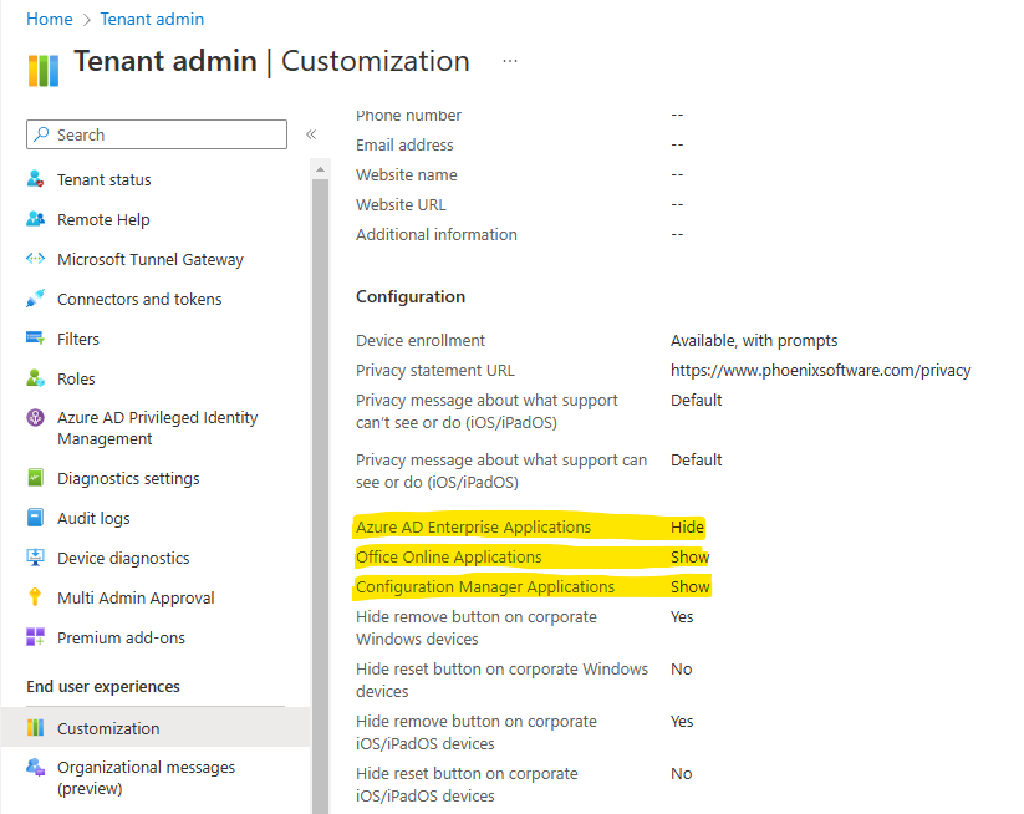 Home > Tenant admin
Tenant admin | Customization ...
Search «
Tenant status
Remote Help
Microsoft Tunnel Gateway
Connectors and tokens
Filters
Roles
Azure AD Privileged Identity
Management
Diagnostics settings
Audit logs
Device diagnostics
Multi Admin Approval
Premium add-ons
End user experiences
Customization
Organizational messages
(preview)
Phone number --
Email address --
Website name --
Website URL --
Additional information --
Configuration
Device enrollment Available, with prompts
Privacy statement URL https://www.phoenixsoftware.com/privacy
Privacy message about what support Default
can't see or do (iOS/iPadOS)
Privacy message about what support can Default
see or do (iOS/iPadOS)
Azure AD Enterprise Applications Hide
Office Online Applications Show
Configuration Manager Applications Show
Hide remove button on corporate Yes
Windows devices
Hide reset button on corporate Windows No
devices
Hide remove button on corporate Yes
iOS/iPadOS devices
Hide reset button on corporate No
iOS/iPadOS devices